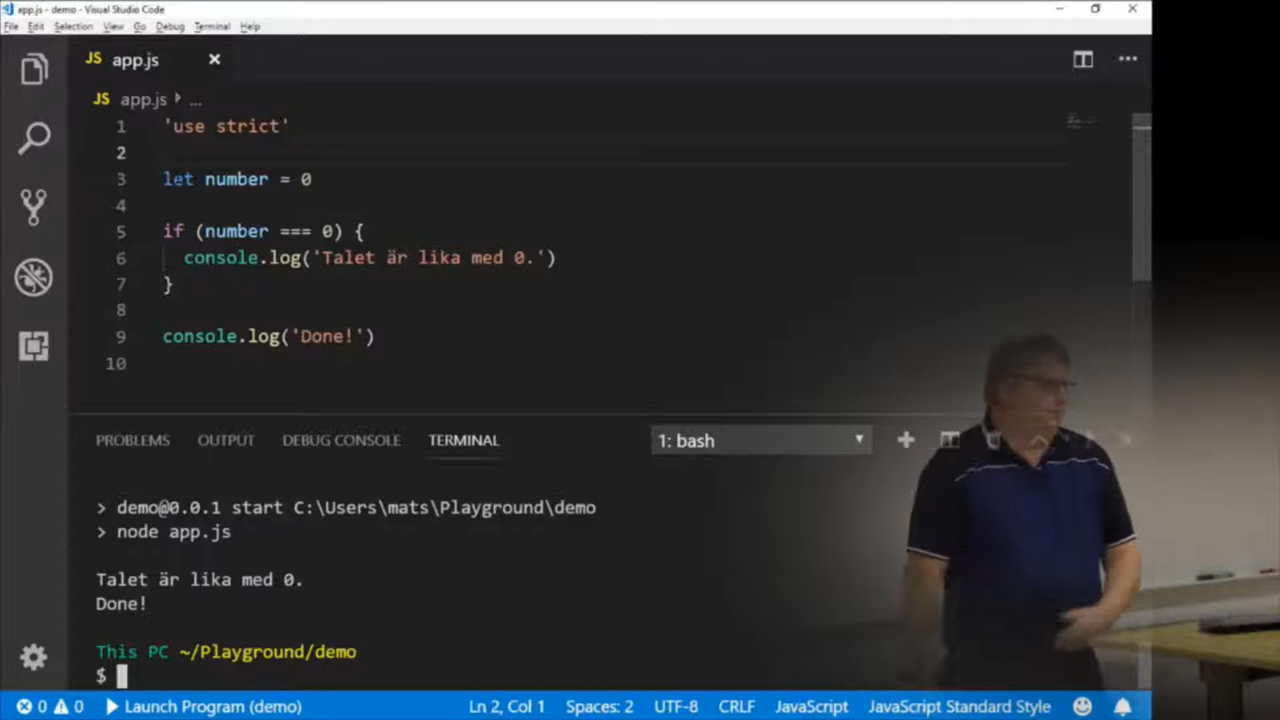 app.js - demo - Visual Studio Code
File Edit Selection View Go Debug Terminal Help
JS app.js
JS app.js ...
1 'use strict'
2
3 let number = 0
4
5 if (number === 0) {
6 console.log('Talet är lika med 0.')
7 }
8
9 console.log('Done!')
10
PROBLEMS OUTPUT DEBUG CONSOLE TERMINAL 1: bash
> demo@0.0.1 start C:\Users\mats\Playground\demo
> node app.js
Talet är lika med 0.
Done!
This PC ~/Playground/demo
$
0 0 Launch Program (demo) Ln 2, Col 1 Spaces: 2 UTF-8 CRLF JavaScript JavaScript Standard Style